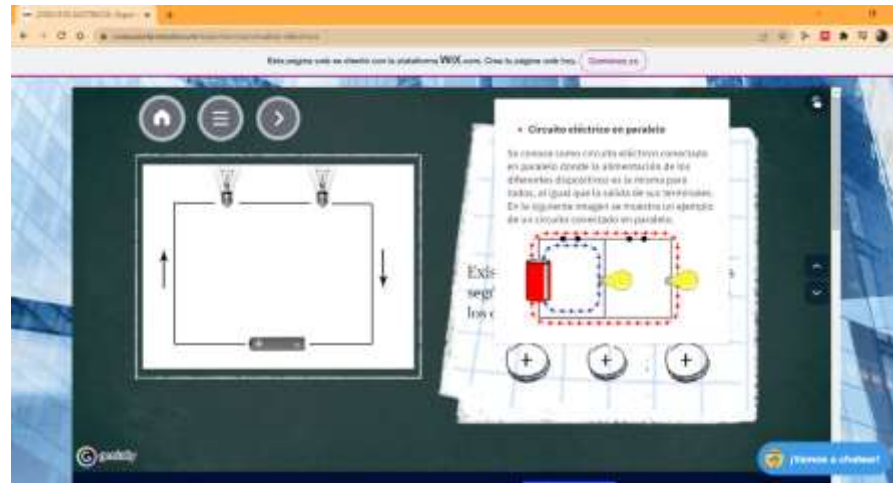 Esta página web se diseñó con la plataforma WIX.com. Crea tu página web hoy. Comienza ya
• Circuito eléctrico en paralelo
Se conoce como circuito eléctrico conectado
en paralelo donde la alimentación de los
diferentes dispositivos es la misma para
todos, al igual que la salida de sus terminales.
En la siguiente imagen se muestra un ejemplo
de un circuito conectado en paralelo.
Exis
segú
los
+ -
+ + +
genially
¡Vamos a chatear!